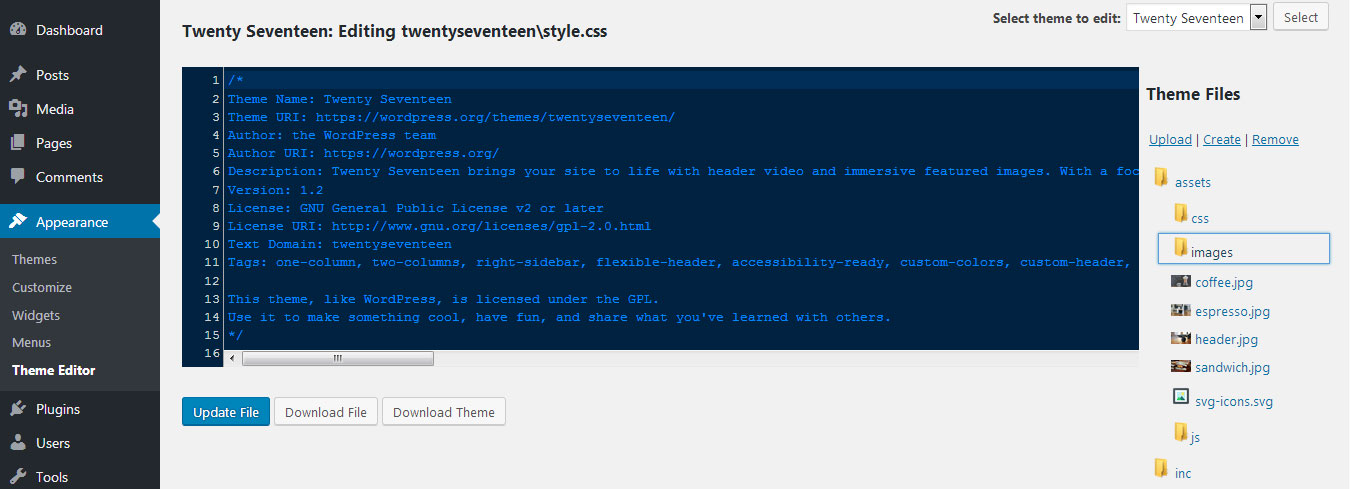 Dashboard
Posts
Media
Pages
Comments
Appearance
Themes
Customize
Widgets
Menus
Theme Editor
Plugins
Users
Tools
Twenty Seventeen: Editing twentyseventeen\style.css
Select theme to edit: Twenty Seventeen Select
1 /*
2 Theme Name: Twenty Seventeen
3 Theme URI: https://wordpress.org/themes/twentyseventeen/
4 Author: the WordPress team
5 Author URI: https://wordpress.org/
6 Description: Twenty Seventeen brings your site to life with header video and immersive featured images. With a foc
7 Version: 1.2
8 License: GNU General Public License v2 or later
9 License URI: http://www.gnu.org/licenses/gpl-2.0.html
10 Text Domain: twentyseventeen
11 Tags: one-column, two-columns, right-sidebar, flexible-header, accessibility-ready, custom-colors, custom-header,
12
13 This theme, like WordPress, is licensed under the GPL.
14 Use it to make something cool, have fun, and share what you've learned with others.
15 */
16
Update File Download File Download Theme
Theme Files
Upload | Create | Remove
assets
css
images
coffee.jpg
espresso.jpg
header.jpg
sandwich.jpg
svg-icons.svg
js
inc